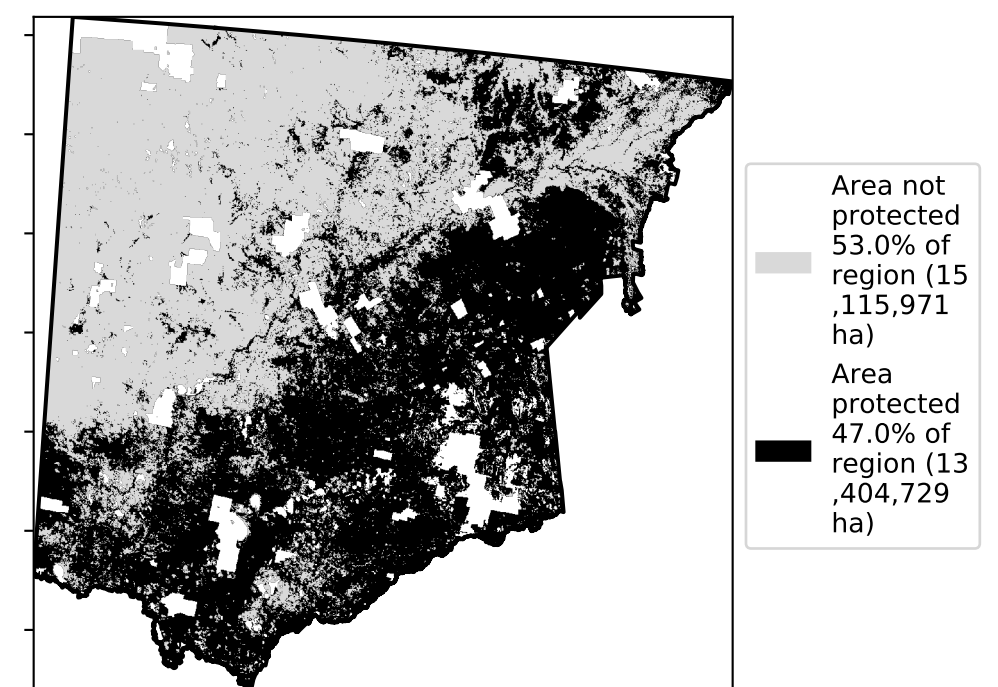 Area not
protected
53.0% of
region (15
,115,971
ha)
Area
protected
47.0% of
region (13
,404,729
ha)